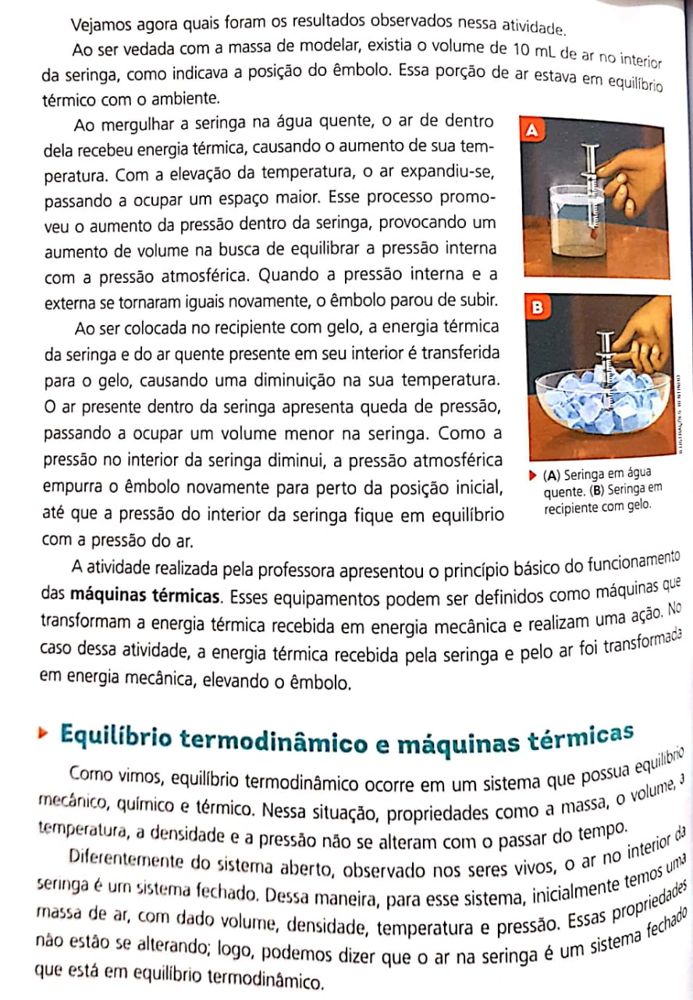 Vejamos agora quais foram os resultados observados nessa atividade.
Ao ser vedada com a massa de modelar, existia o volume de 10 mL de ar no interior
da seringa, como indicava a posição do êmbolo. Essa porção de ar estava em equilíbrio
térmico com o ambiente.
Ao mergulhar a seringa na água quente, o ar de dentro
dela recebeu energia térmica, causando o aumento de sua tem-
peratura. Com a elevação da temperatura, o ar expandiu-se,
passando a ocupar um espaço maior. Esse processo promo-
veu o aumento da pressão dentro da seringa, provocando um
aumento de volume na busca de equilibrar a pressão interna
com a pressão atmosférica. Quando a pressão interna e a
externa se tornaram iguais novamente, o êmbolo parou de subir.
Ao ser colocada no recipiente com gelo, a energia térmica
da seringa e do ar quente presente em seu interior é transferida
para o gelo, causando uma diminuição na sua temperatura.
O ar presente dentro da seringa apresenta queda de pressão,
passando a ocupar um volume menor na seringa. Como a
pressão no interior da seringa diminui, a pressão atmosférica
empurra o êmbolo novamente para perto da posição inicial,
até que a pressão do interior da seringa fique em equilíbrio
com a pressão do ar.
A
B
ILUSTRAÇÕES: BENTINHO
(A) Seringa em água
quente. (B) Seringa em
recipiente com gelo.
A atividade realizada pela professora apresentou o princípio básico do funcionamento
das máquinas térmicas. Esses equipamentos podem ser definidos como máquinas que
transformam a energia térmica recebida em energia mecânica e realizam uma ação. No
caso dessa atividade, a energia térmica recebida pela seringa e pelo ar foi transformada
em energia mecânica, elevando o êmbolo.
Equilíbrio termodinâmico e máquinas térmicas
Como vimos, equilíbrio termodinâmico ocorre em um sistema que possua equilíbrio
mecânico, químico e térmico. Nessa situação, propriedades como a massa, o volume, a
temperatura, a densidade e a pressão não se alteram com o passar do tempo.
Diferentemente do sistema aberto, observado nos seres vivos, o ar no interior da
seringa é um sistema fechado. Dessa maneira, para esse sistema, inicialmente temos uma
massa de ar, com dado volume, densidade, temperatura e pressão. Essas propriedades
não estão se alterando; logo, podemos dizer que o ar na seringa é um sistema fechado
que está em equilíbrio termodinâmico.